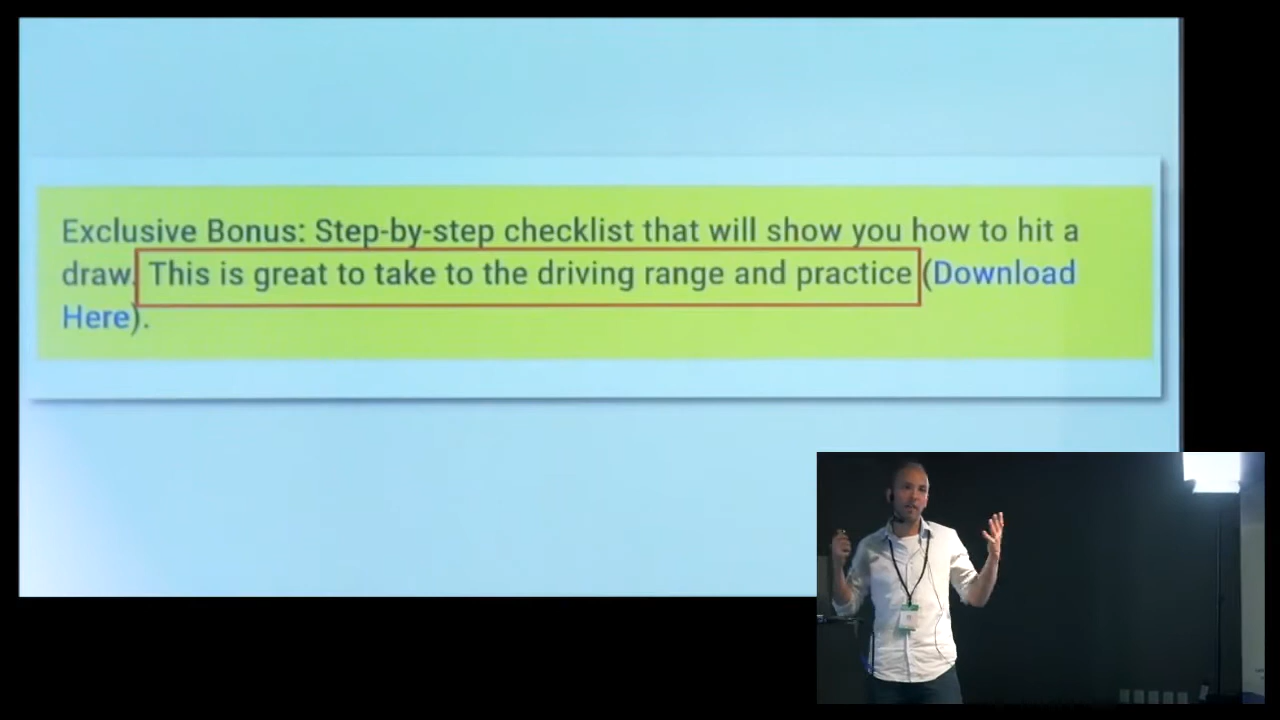 Exclusive Bonus: Step-by-step checklist that will show you how to hit a
draw. This is great to take to the driving range and practice (Download
Here).